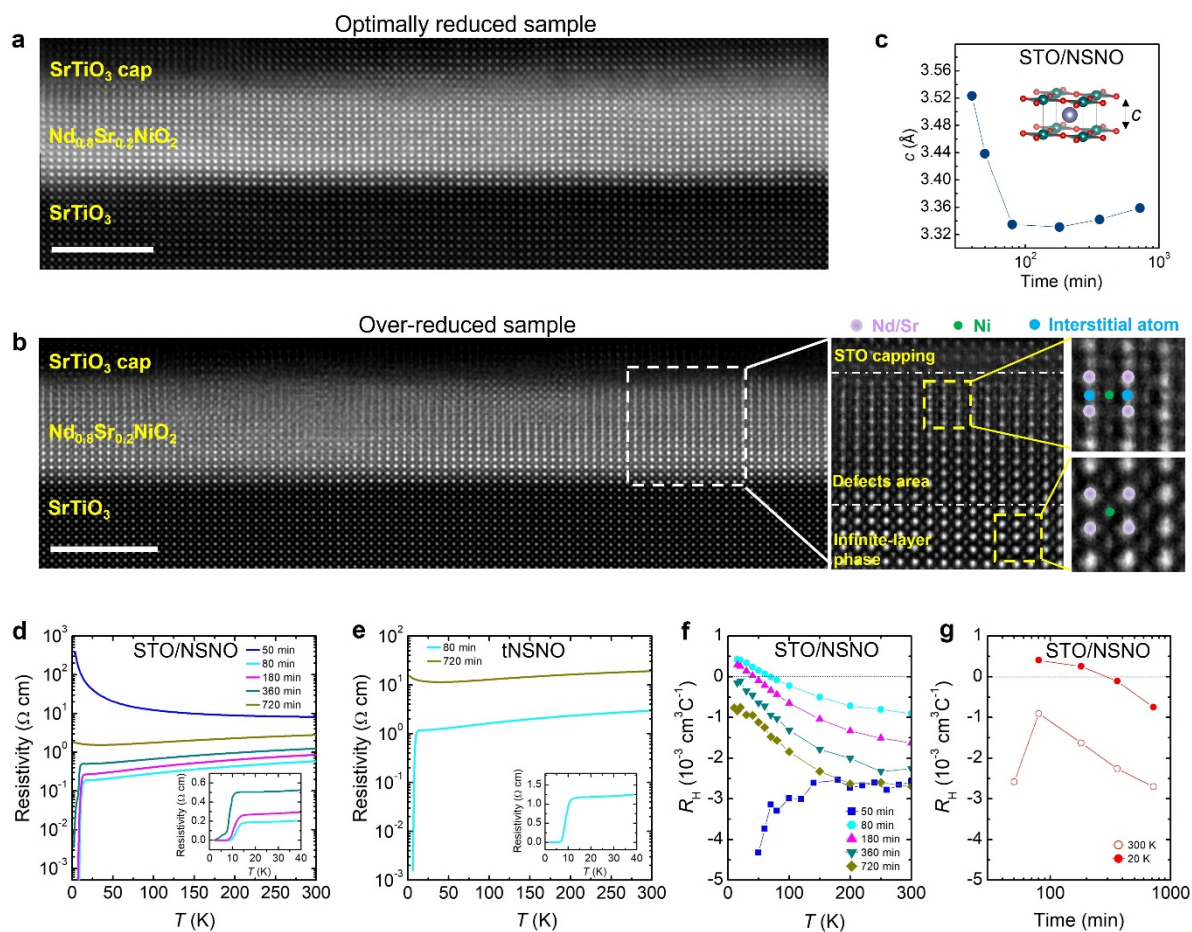 Optimally reduced sample
a
SrTiO₃ cap
Nd₀.₈Sr₀.₂NiO₂
SrTiO₃
c
STO/NSNO
c
3.56
3.52
3.48
3.44
3.40
3.36
3.32
c (Å)
10² 10³
Time (min)
Over-reduced sample
b
SrTiO₃ cap
Nd₀.₈Sr₀.₂NiO₂
SrTiO₃
Nd/Sr Ni Interstitial atom
STO capping
Defects area
Infinite-layer
phase
d
STO/NSNO
50 min
80 min
180 min
360 min
720 min
10³
10²
10¹
10⁰
10⁻¹
10⁻²
10⁻³
Resistivity (Ω cm)
0 50 100 150 200 250 300
T (K)
0.6
0.4
0.2
0.0
Resistivity (Ω cm)
0 10 20 30 40
T (K)
e
tNSNO
80 min
720 min
10²
10¹
10⁰
10⁻¹
10⁻²
10⁻³
Resistivity (Ω cm)
0 50 100 150 200 250 300
T (K)
1.5
1.0
0.5
0.0
Resistivity (Ω cm)
0 10 20 30 40
T (K)
f
STO/NSNO
1
0
-1
-2
-3
-4
-5
R_H (10⁻³ cm³C⁻¹)
50 min
80 min
180 min
360 min
720 min
0 100 200 300
T (K)
g
STO/NSNO
1
0
-1
-2
-3
-4
-5
R_H (10⁻³ cm³C⁻¹)
300 K
20 K
100 1000
Time (min)